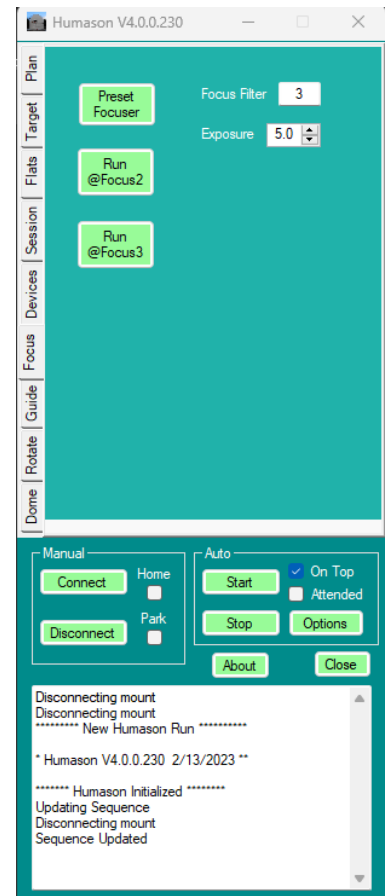 Humason V4.0.0.230
Plan
Target
Flats
Session
Devices
Focus
Guide
Rotate
Dome
Preset
Focuser
Focus Filter 3
Exposure 5.0
Run
@Focus2
Run
@Focus3
Manual
Connect
Home
Disconnect
Park
Auto
Start
On Top
Attended
Stop
Options
About
Close
Disconnecting mount
Disconnecting mount
********* New Humason Run **********
* Humason V4.0.0.230  2/13/2023 **
******* Humason Initialized ********
Updating Sequence
Disconnecting mount
Sequence Updated